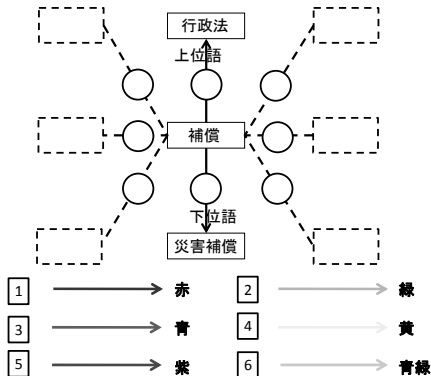 行政法
上位語
補償
下位語
災害補償
1 赤
2 緑
3 青
4 黄
5 紫
6 青緑